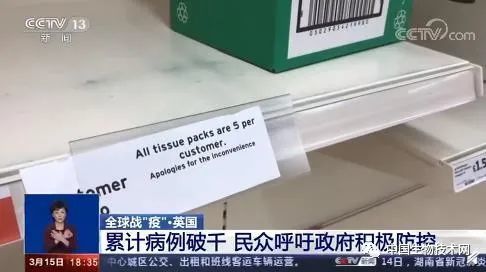 CCTV 13
新闻
CCTV.com
All tissue packs are 5 per
customer.
Apologies for the inconvenience
tomer
£1.5
全球战"疫"·英国
累计病例破千 民众呼吁政府积极防控
中国生物技术网
3月15日 18:35 中心城区公交、出租和班线客运车辆运营。 ·14日,湖南省新冠